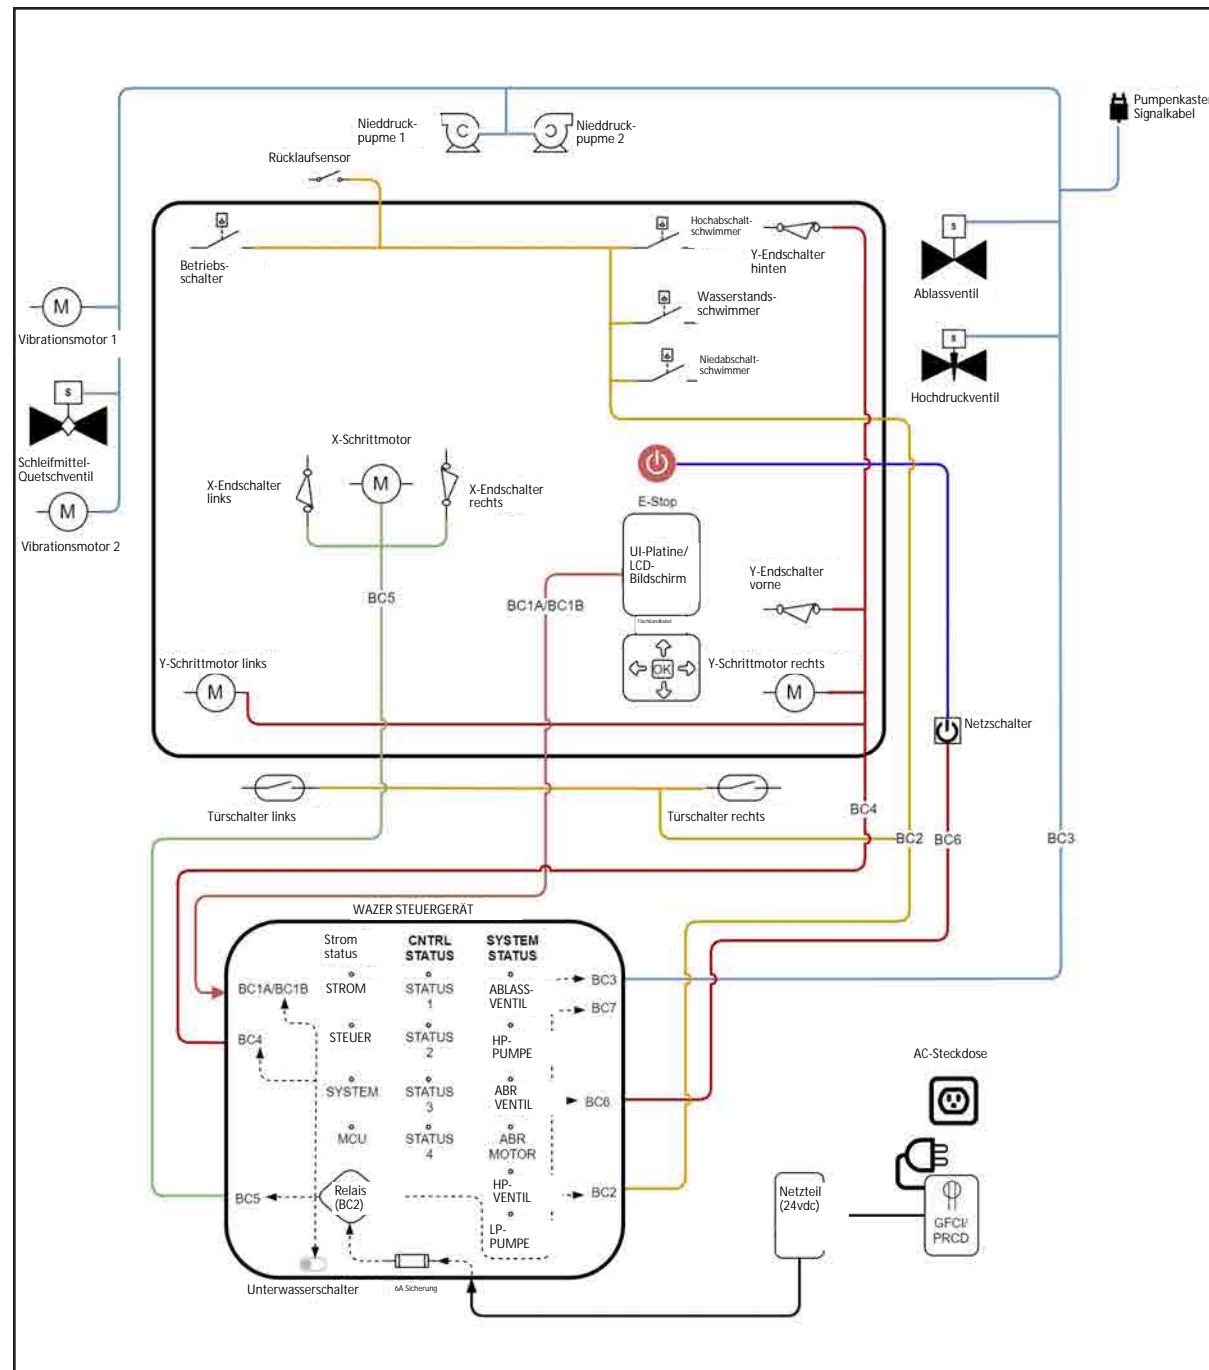 Pumpenkasten
Signalkabel
Nieddruck-
pupme 1
Nieddruck-
pupme 2
Rücklaufsensor
Hochabschalt-
schwimmer
Betriebs-
schalter
Y-Endschalter
hinten
Ablassventil
Wasserstands-
schwimmer
Vibrationsmotor 1
Niedabschalt-
schwimmer
Hochdruckventil
Schleifmittel-
Quetschventil
X-Schrittmotor
X-Endschalter
links
X-Endschalter
rechts
E-Stop
Vibrationsmotor 2
UI-Platine/
LCD-
Bildschirm
Y-Endschalter
vorne
BC5
BC1A/BC1B
Flachbandkabel
OK
Y-Schrittmotor links
Y-Schrittmotor rechts
M
M
M
M
M
S
S
S
C
C
Netzschalter
Türschalter links
Türschalter rechts
BC4
BC2
BC6
BC3
WAZER STEUERGERÄT
Strom
status
CNTRL
STATUS
SYSTEM
STATUS
BC1A/BC1B
STROM
STATUS
1
ABLASS-
VENTIL
BC3
BC7
BC4
STEUER
STATUS
2
HP-
PUMPE
SYSTEM
STATUS
3
ABR
VENTIL
BC6
MCU
STATUS
4
ABR
MOTOR
BC5
Relais
(BC2)
HP-
VENTIL
BC2
LP-
PUMPE
Unterwasserschalter
6A Sicherung
AC-Steckdose
Netzteil
(24vdc)
GFCI/
PRCD